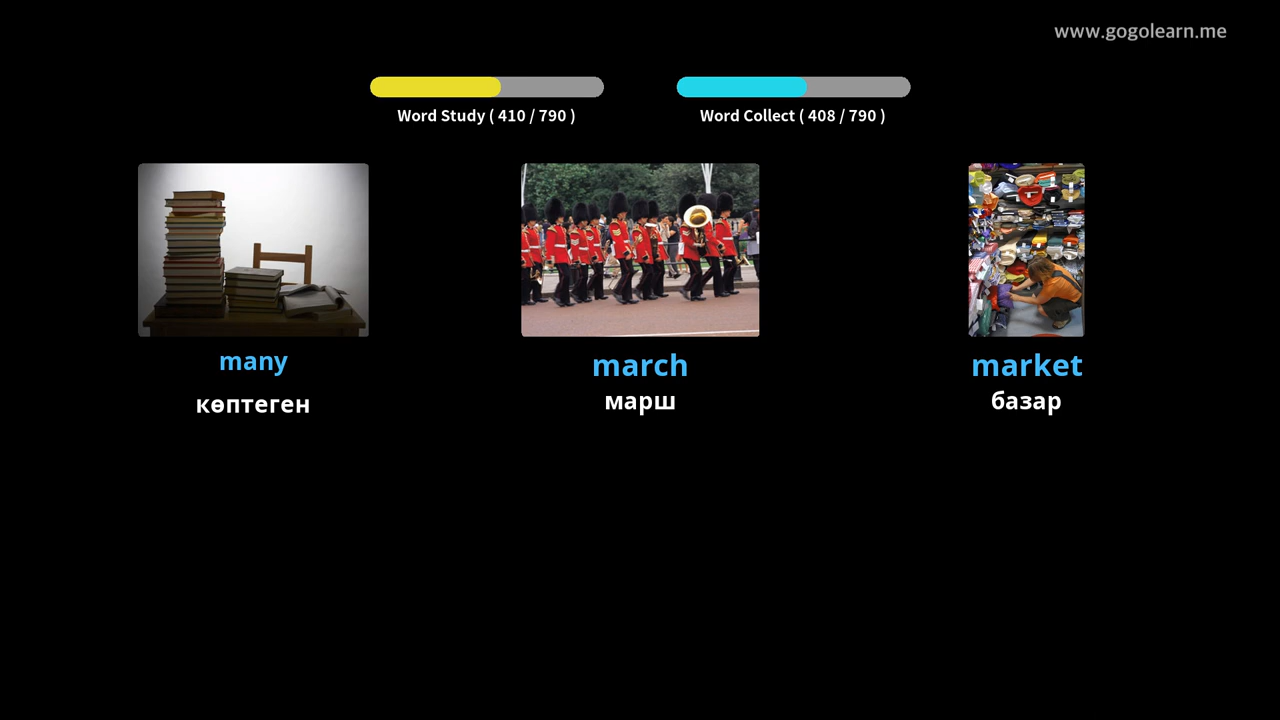 www.gogolearn.me
Word Study ( 410 / 790 )
Word Collect ( 408 / 790 )
many
көптеген
march
марш
market
базар